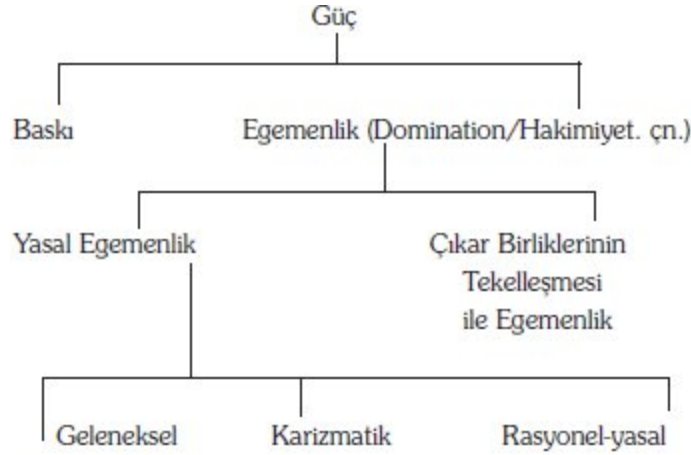 Güç
Baskı Egemenlik (Domination/Hakimiyet. çn.)
Yasal Egemenlik
Çıkar Birliklerinin
Tekelleşmesi
ile Egemenlik
Geleneksel Karizmatik Rasyonel-yasal